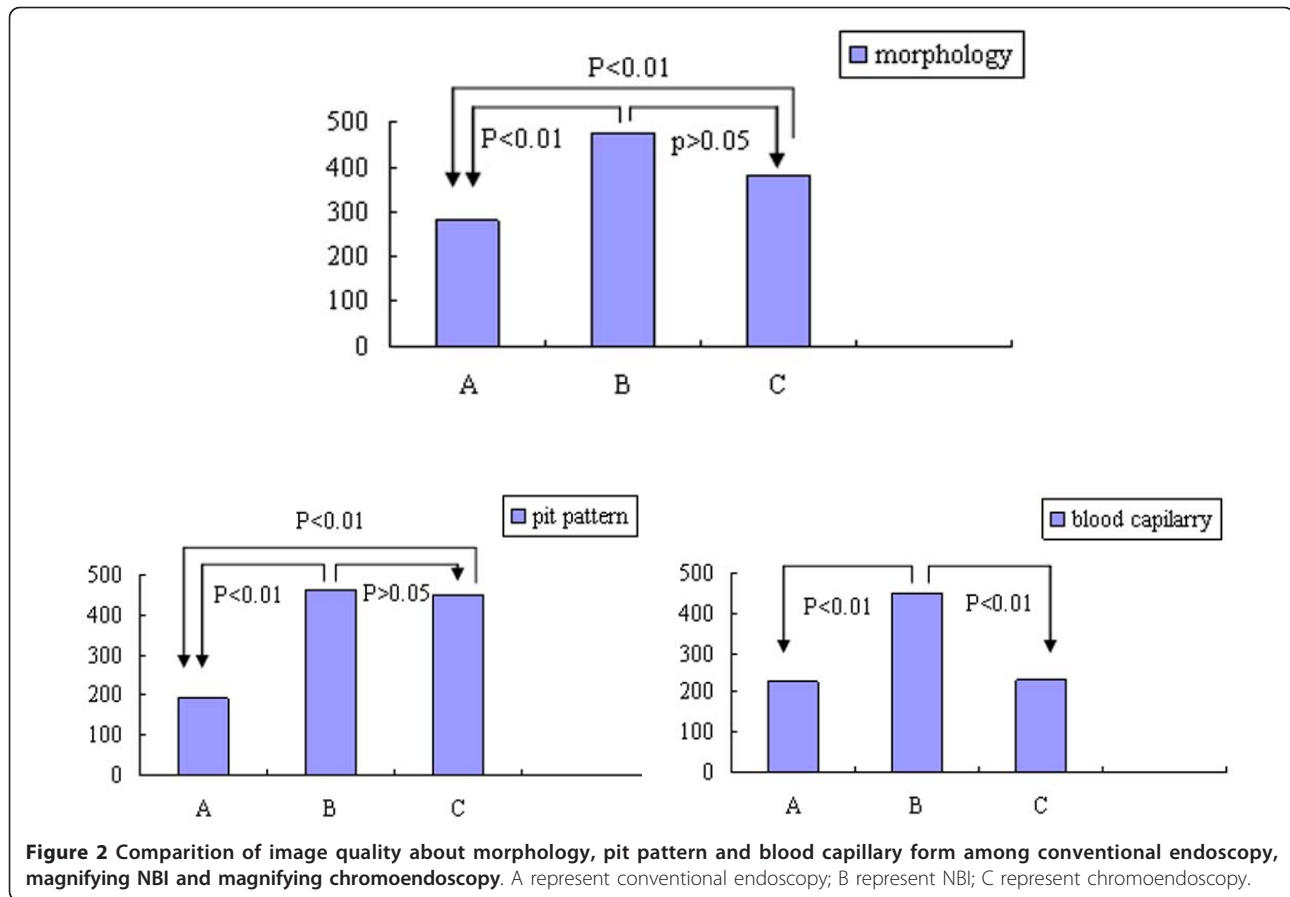 morphology
P<0.01
P<0.01
p>0.05
500
400
300
200
100
0
A B C
pit pattern
P<0.01
P<0.01
P>0.05
500
400
300
200
100
0
A B C
blood capilarry
P<0.01
P<0.01
500
400
300
200
100
0
A B C
Figure 2 Comparition of image quality about morphology, pit pattern and blood capillary form among conventional endoscopy,
magnifying NBI and magnifying chromoendoscopy. A represent conventional endoscopy; B represent NBI; C represent chromoendoscopy.